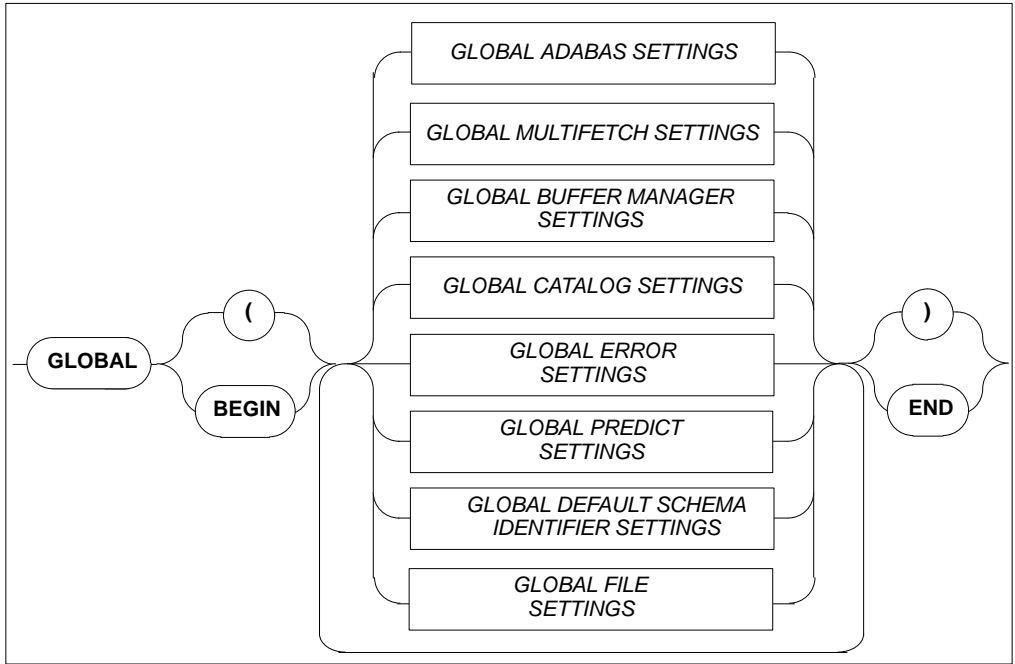 GLOBAL ADABAS SETTINGS
GLOBAL MULTIFETCH SETTINGS
GLOBAL BUFFER MANAGER
SETTINGS
GLOBAL CATALOG SETTINGS
(
)
GLOBAL
GLOBAL ERROR
SETTINGS
BEGIN
END
GLOBAL PREDICT
SETTINGS
GLOBAL DEFAULT SCHEMA
IDENTIFIER SETTINGS
GLOBAL FILE
SETTINGS